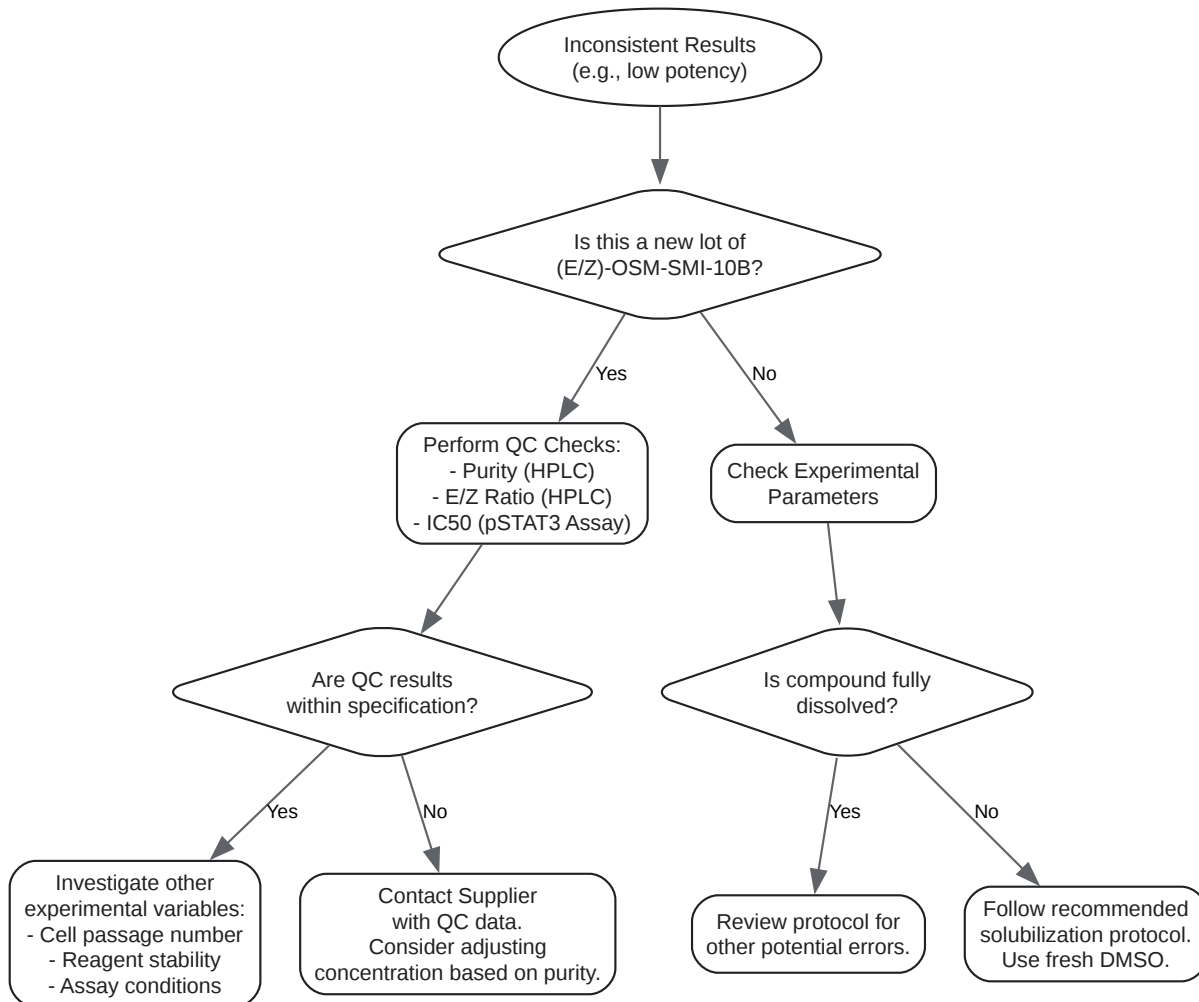 Inconsistent Results
(e.g., low potency)
Is this a new lot of
(E/Z)-OSM-SMI-10B?
Yes
No
Perform QC Checks:
- Purity (HPLC)
- E/Z Ratio (HPLC)
- IC50 (pSTAT3 Assay)
Check Experimental
Parameters
Are QC results
within specification?
Is compound fully
dissolved?
Yes
No
Yes
No
Investigate other
experimental variables:
- Cell passage number
- Reagent stability
- Assay conditions
Contact Supplier
with QC data.
Consider adjusting
concentration based on purity.
Review protocol for
other potential errors.
Follow recommended
solubilization protocol.
Use fresh DMSO.